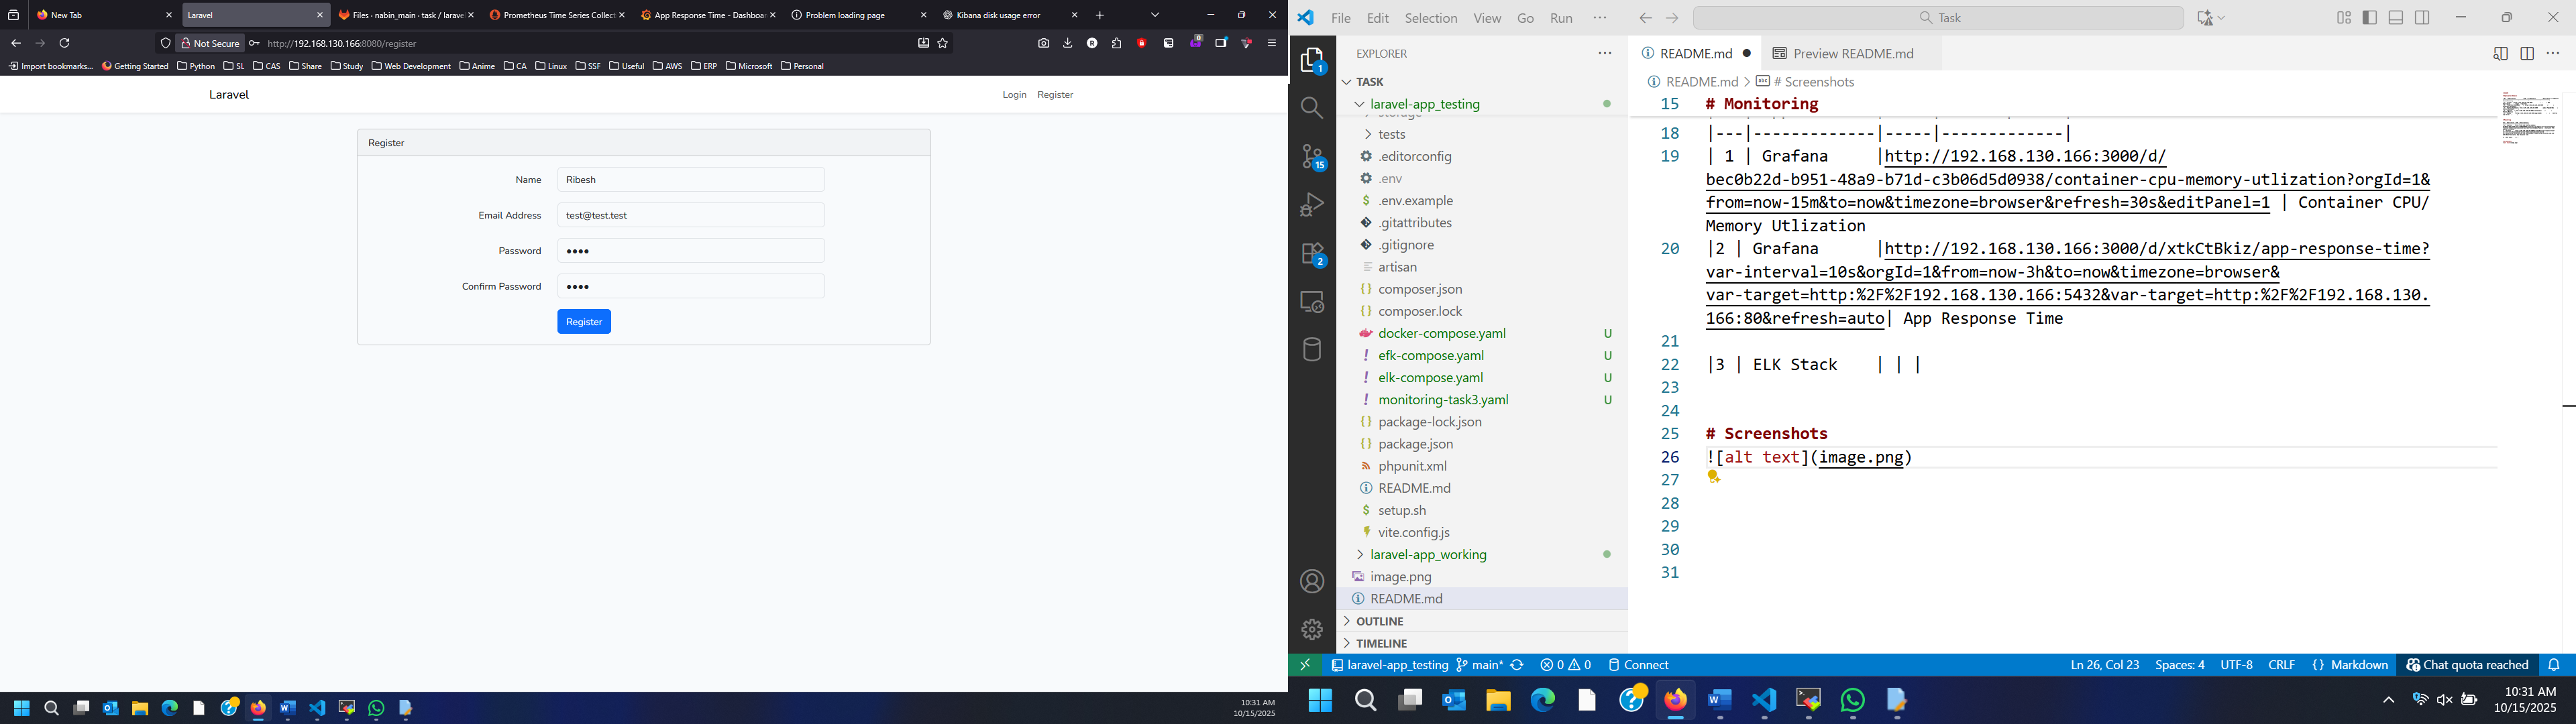 New Tab
Laravel
Files · nabin_main · task / laravel
Prometheus Time Series Collect
App Response Time - Dashboar
Problem loading page
Kibana disk usage error
Not Secure
http://192.168.130.166:8080/register
Import bookmarks...
Getting Started
Python
SL
CAS
Share
Study
Web Development
Anime
CA
Linux
SSF
Useful
AWS
ERP
Microsoft
Personal
Laravel
Login
Register
Register
Name
Ribesh
Email Address
test@test.test
Password
Confirm Password
Register
10:31 AM
10/15/2025
File Edit Selection View Go Run ...
Task
EXPLORER
TASK
laravel-app_testing
storage
tests
.editorconfig
.env
.env.example
.gitattributes
.gitignore
artisan
composer.json
composer.lock
docker-compose.yaml U
efk-compose.yaml U
elk-compose.yaml U
monitoring-task3.yaml U
package-lock.json
package.json
phpunit.xml
README.md
setup.sh
vite.config.js
laravel-app_working
image.png
README.md
OUTLINE
TIMELINE
1
15
2
README.md
Preview README.md
README.md > # Screenshots
15 # Monitoring
18 |---|-------------|-----|-------------|
19 | 1 | Grafana |http://192.168.130.166:3000/d/
bec0b22d-b951-48a9-b71d-c3b06d5d0938/container-cpu-memory-utlization?orgId=1&
from=now-15m&to=now&timezone=browser&refresh=30s&editPanel=1 | Container CPU/
Memory Utlization
20 |2 | Grafana |http://192.168.130.166:3000/d/xtkCtBkiz/app-response-time?
var-interval=10s&orgId=1&from=now-3h&to=now&timezone=browser&
var-target=http:%2F%2F192.168.130.166:5432&var-target=http:%2F%2F192.168.130.
166:80&refresh=auto| App Response Time
21
22 |3 | ELK Stack | | |
23
24
25 # Screenshots
26 ![alt text](image.png)
27
28
29
30
31
laravel-app_testing
main*
0
0
Connect
Ln 26, Col 23
Spaces: 4
UTF-8
CRLF
{ } Markdown
Chat quota reached
10:31 AM
10/15/2025